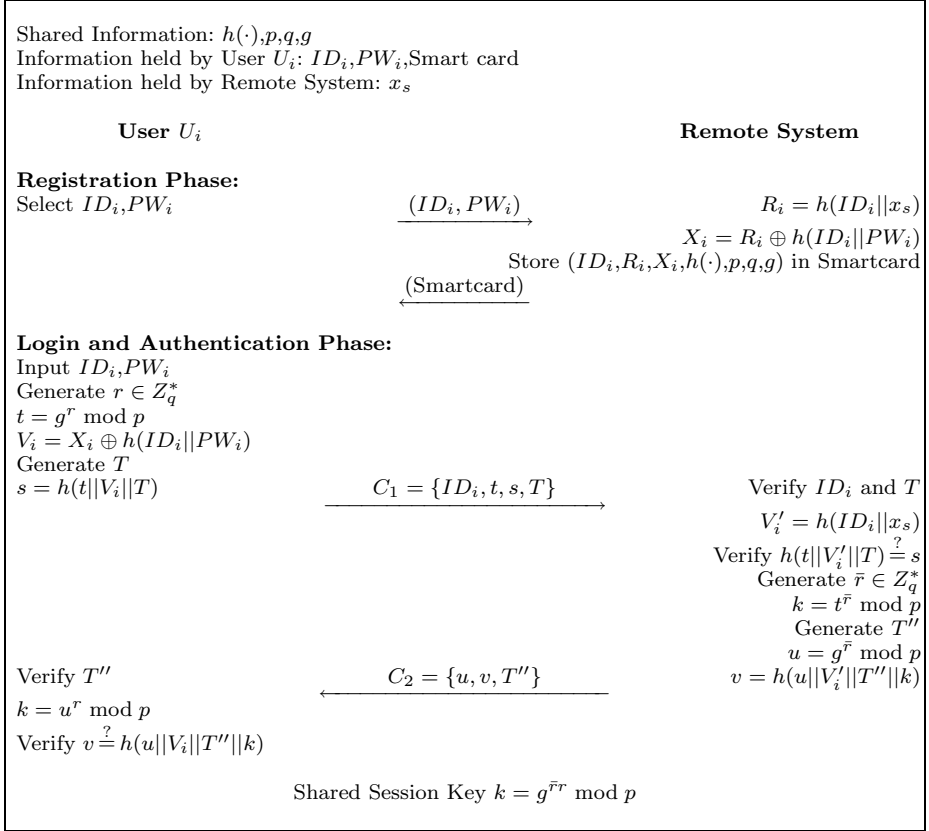 Shared Information: h(·),p,q,g
Information held by User U_i: ID_i,PW_i,Smart card
Information held by Remote System: x_s
User U_i Remote System
Registration Phase:
Select ID_i,PW_i (ID_i, PW_i) R_i = h(ID_i||x_s)
X_i = R_i ⊕ h(ID_i||PW_i)
Store (ID_i,R_i,X_i,h(·),p,q,g) in Smartcard
(Smartcard)
Login and Authentication Phase:
Input ID_i,PW_i
Generate r ∈ Z_q^*
t = g^r mod p
V_i = X_i ⊕ h(ID_i||PW_i)
Generate T
s = h(t||V_i||T) C_1 = {ID_i, t, s, T} Verify ID_i and T
V_i′ = h(ID_i||x_s)
Verify h(t||V_i′||T) ≟ s
Generate r̄ ∈ Z_q^*
k = t^r̄ mod p
Generate T″
u = g^r̄ mod p
Verify T″ C_2 = {u, v, T″} v = h(u||V_i′||T″||k)
k = u^r mod p
Verify v ≟ h(u||V_i||T″||k)
Shared Session Key k = g^{r̄r} mod p